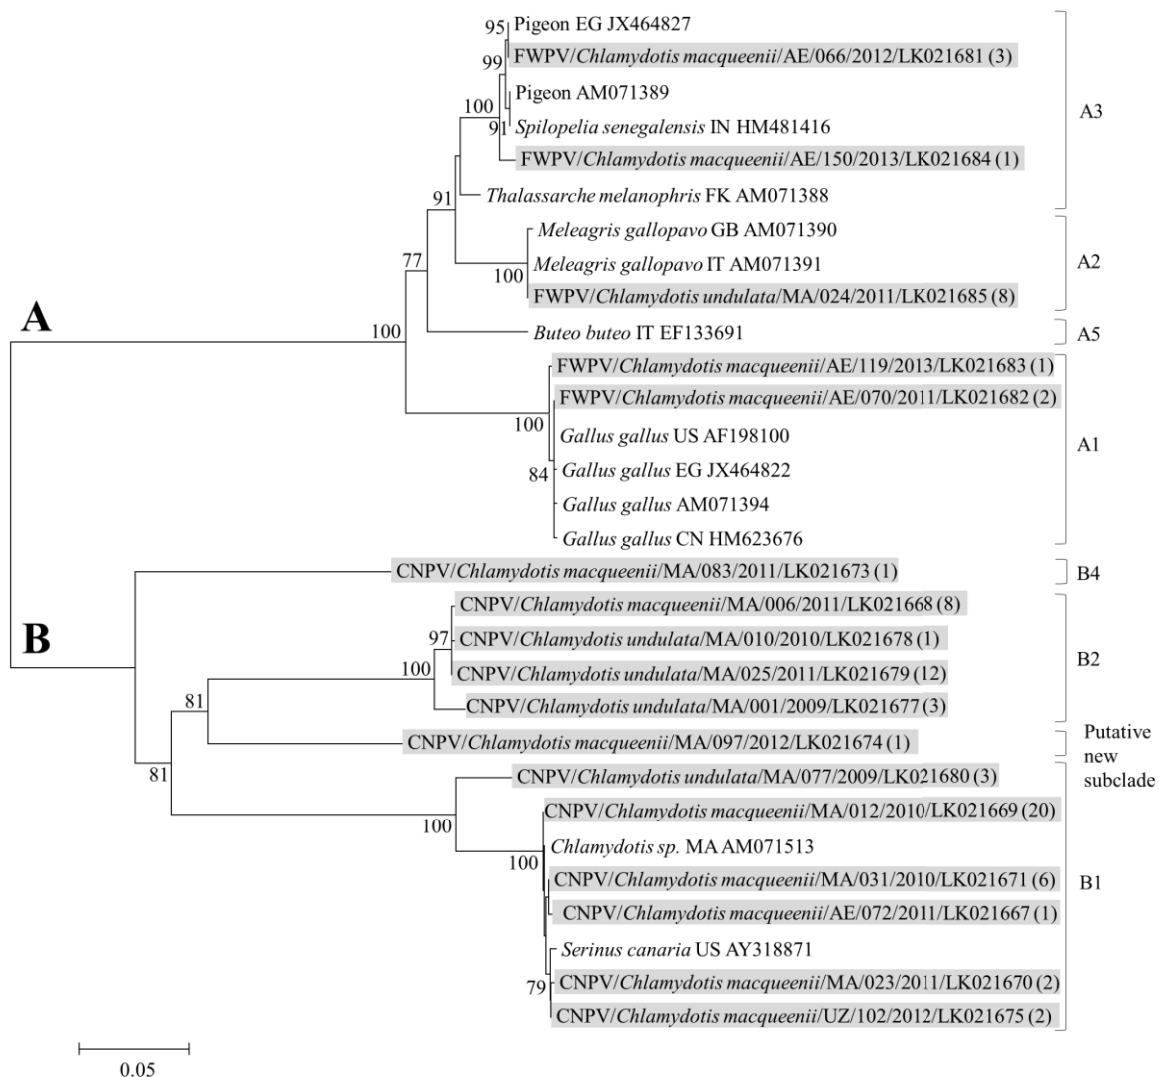 95
Pigeon EG JX464827
FWPV/Chlamydotis macqueenii/AE/066/2012/LK021681 (3)
99
Pigeon AM071389
100
A3
91
Spilopelia senegalensis IN HM481416
FWPV/Chlamydotis macqueenii/AE/150/2013/LK021684 (1)
91
Thalassarche melanophris FK AM071388
Meleagris gallopavo GB AM071390
77
Meleagris gallopavo IT AM071391
A2
100
FWPV/Chlamydotis undulata/MA/024/2011/LK021685 (8)
A
100
Buteo buteo IT EF133691
A5
FWPV/Chlamydotis macqueenii/AE/119/2013/LK021683 (1)
FWPV/Chlamydotis macqueenii/AE/070/2011/LK021682 (2)
100
Gallus gallus US AF198100
A1
84
Gallus gallus EG JX464822
Gallus gallus AM071394
Gallus gallus CN HM623676
CNPV/Chlamydotis macqueenii/MA/083/2011/LK021673 (1)
B4
CNPV/Chlamydotis macqueenii/MA/006/2011/LK021668 (8)
B
97
CNPV/Chlamydotis undulata/MA/010/2010/LK021678 (1)
B2
100
CNPV/Chlamydotis undulata/MA/025/2011/LK021679 (12)
81
CNPV/Chlamydotis undulata/MA/001/2009/LK021677 (3)
CNPV/Chlamydotis macqueenii/MA/097/2012/LK021674 (1)
Putative
new
subclade
81
CNPV/Chlamydotis undulata/MA/077/2009/LK021680 (3)
100
CNPV/Chlamydotis macqueenii/MA/012/2010/LK021669 (20)
Chlamydotis sp. MA AM071513
100
CNPV/Chlamydotis macqueenii/MA/031/2010/LK021671 (6)
B1
CNPV/Chlamydotis macqueenii/AE/072/2011/LK021667 (1)
Serinus canaria US AY318871
79
CNPV/Chlamydotis macqueenii/MA/023/2011/LK021670 (2)
CNPV/Chlamydotis macqueenii/UZ/102/2012/LK021675 (2)
0.05